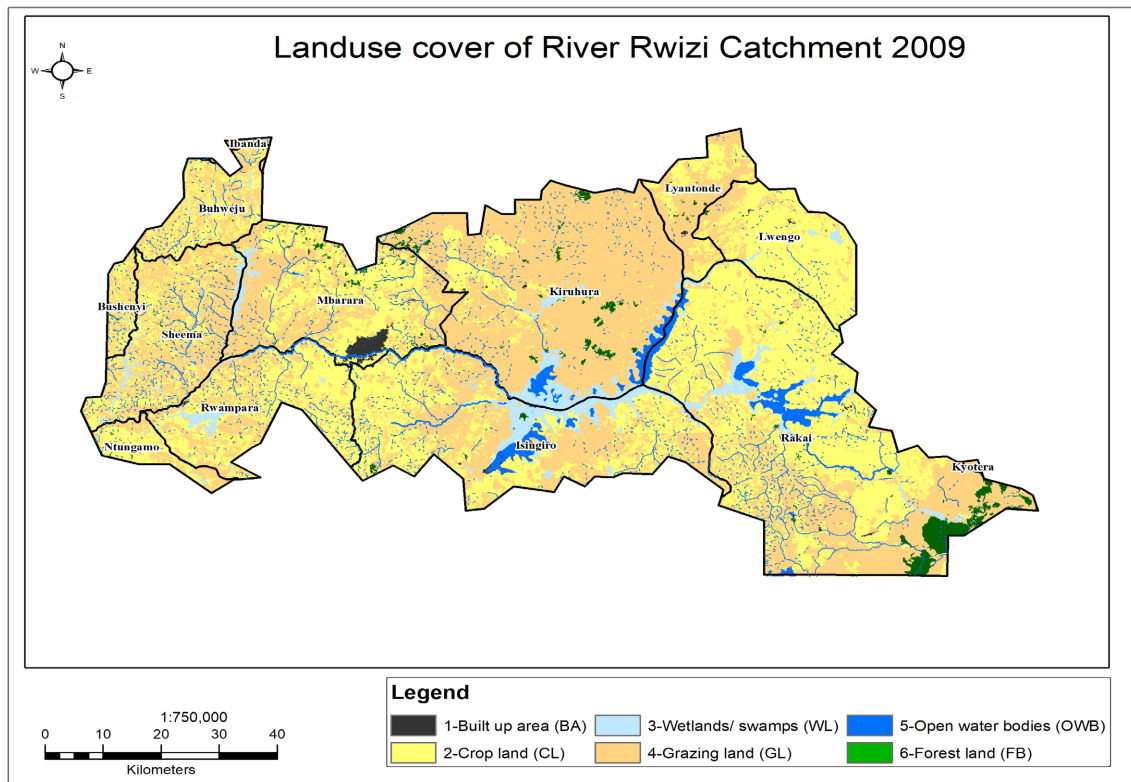 Landuse cover of River Rwizi Catchment 2009
N
W E
S
Ibanda
Lyantonde
Buhweju
Lwengo
Kiruhura
Mbarara
Bushenyi
Sheema
Rwampara
Rakai
Ntungamo
Isingiro
Kyotera
1:750,000
0 10 20 30 40
Kilometers
Legend
1-Built up area (BA)
2-Crop land (CL)
3-Wetlands/ swamps (WL)
4-Grazing land (GL)
5-Open water bodies (OWB)
6-Forest land (FB)